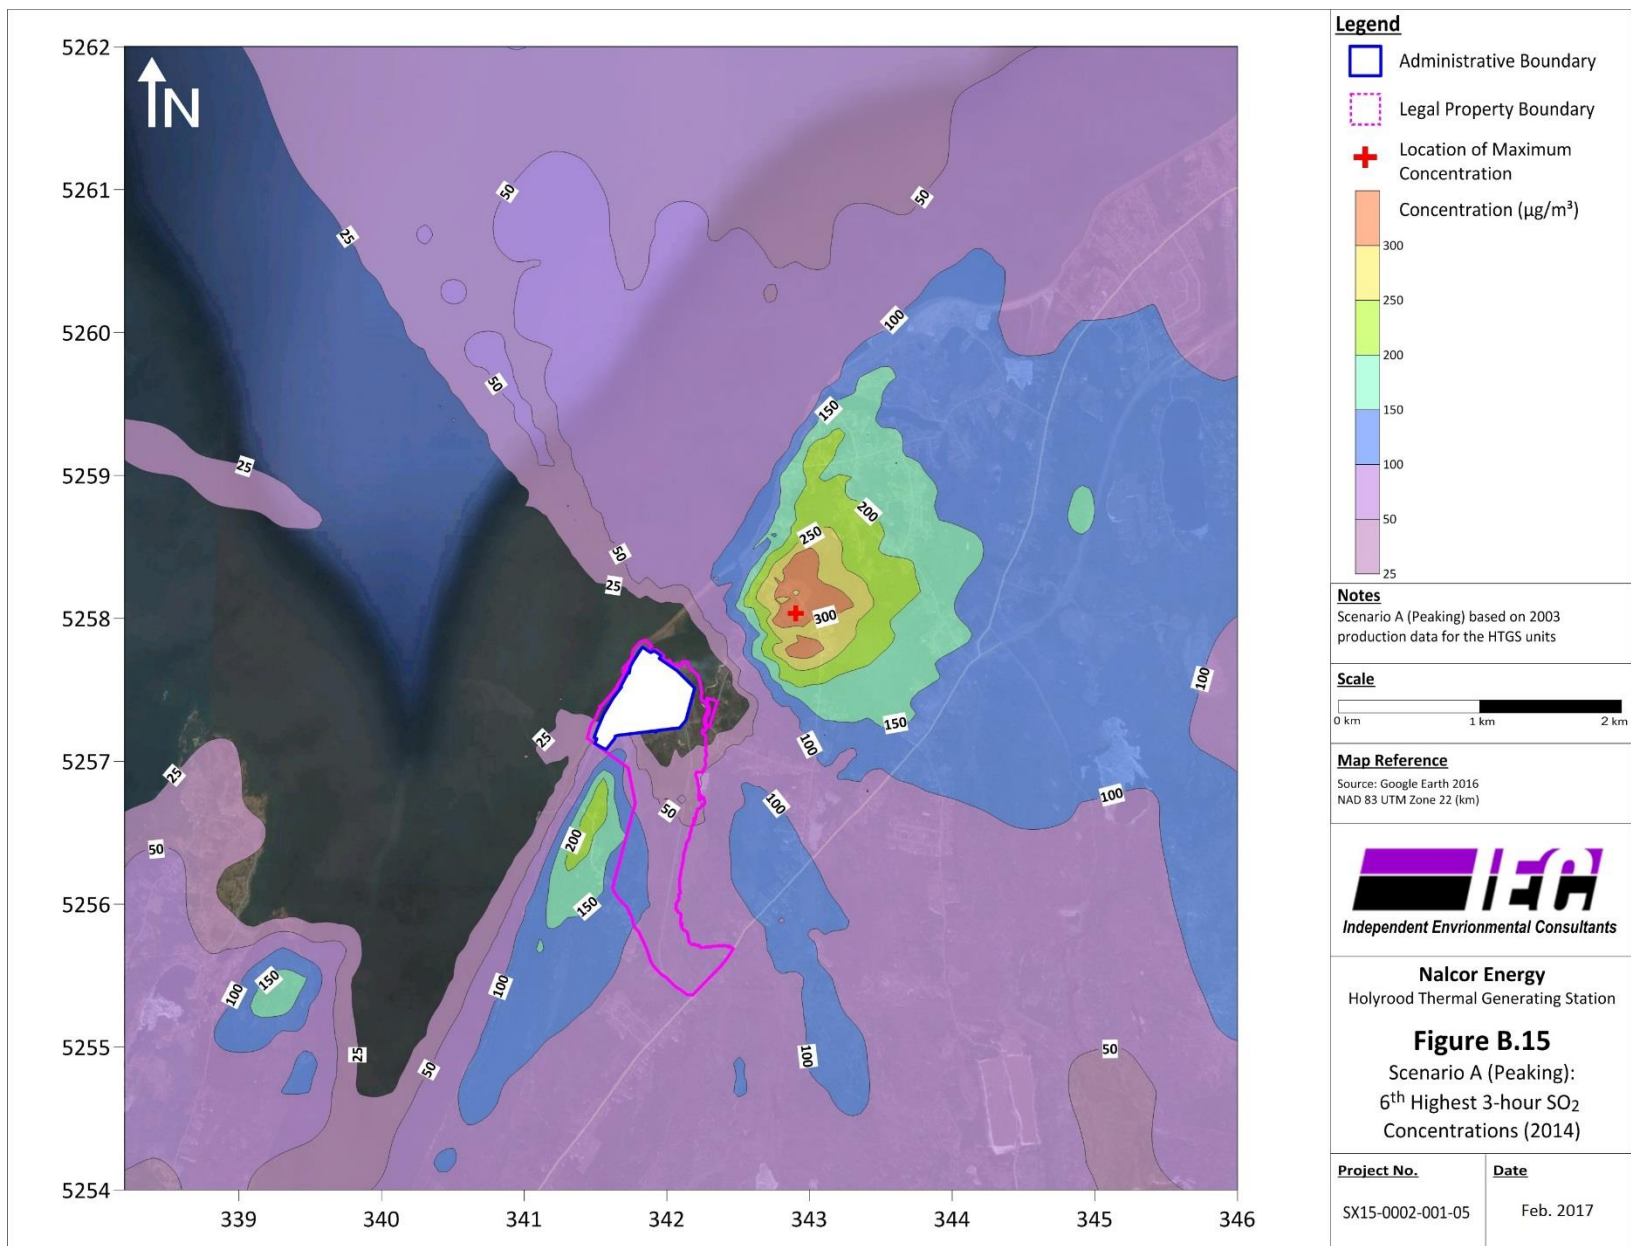 5262
5261
5260
5259
5258
5257
5256
5255
5254
339
340
341
342
343
344
345
346
N
25
50
50
50
100
25
50
150
200
250
300
50
25
150
100
100
25
25
50
50
200
150
100
100
100
150
100
25
50
100
50
Legend
Administrative Boundary
Legal Property Boundary
Location of Maximum
Concentration
Concentration (µg/m³)
300
250
200
150
100
50
25
Notes
Scenario A (Peaking) based on 2003
production data for the HTGS units
Scale
0 km 1 km 2 km
Map Reference
Source: Google Earth 2016
NAD 83 UTM Zone 22 (km)
IEC
Independent Envrionmental Consultants
Nalcor Energy
Holyrood Thermal Generating Station
Figure B.15
Scenario A (Peaking):
6th Highest 3-hour SO2
Concentrations (2014)
Project No. Date
SX15-0002-001-05 Feb. 2017